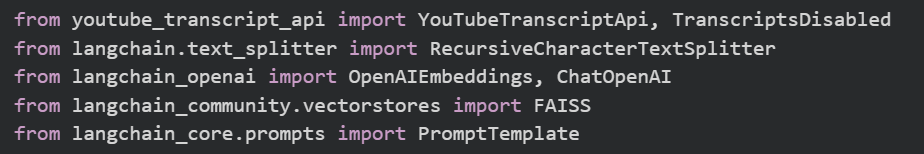 from youtube_transcript_api import YouTubeTranscriptApi, TranscriptsDisabled
from langchain.text_splitter import RecursiveCharacterTextSplitter
from langchain_openai import OpenAIEmbeddings, ChatOpenAI
from langchain_community.vectorstores import FAISS
from langchain_core.prompts import PromptTemplate